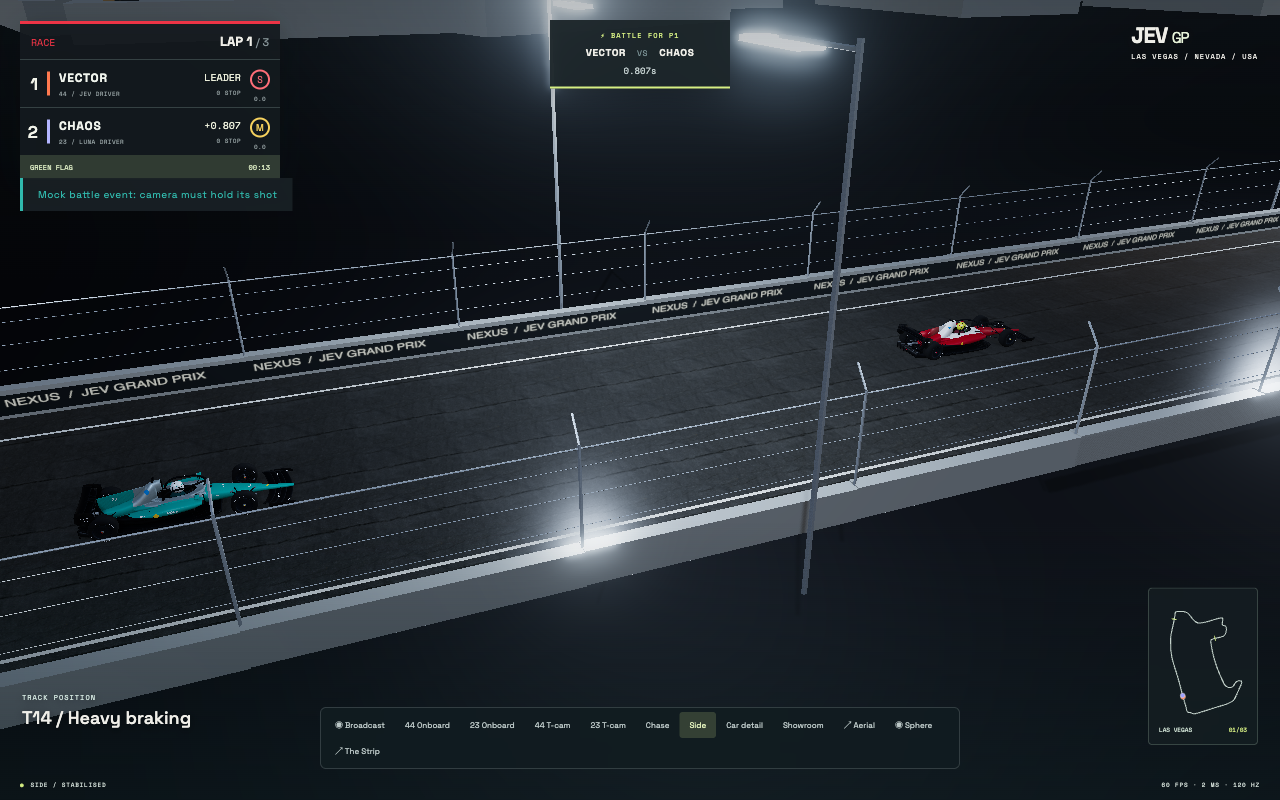 RACE
LAP 1 / 3
1 VECTOR LEADER S
44 / JEV DRIVER 0 STOP 0.0
2 CHAOS +0.807 M
23 / LUNA DRIVER 0 STOP 0.0
GREEN FLAG 00:13
Mock battle event: camera must hold its shot
⚡ BATTLE FOR P1
VECTOR VS CHAOS
0.807s
JEV GP
LAS VEGAS / NEVADA / USA
NEXUS / JEV GRAND PRIX
NEXUS / JEV GRAND PRIX
NEXUS / JEV GRAND PRIX
NEXUS / JEV GRAND PRIX
NEXUS / JEV GRAND PRIX
NEXUS / JEV GRAND PRIX
NEXUS / JEV GRAND PRIX
NEXUS / JEV GRAND PRIX
TRACK POSITION
T14 / Heavy braking
◉ Broadcast 44 Onboard 23 Onboard 44 T-cam 23 T-cam Chase Side Car detail Showroom ↗ Aerial ◉ Sphere
↗ The Strip
LAS VEGAS 01/03
● SIDE / STABILISED
60 FPS · 2 MS · 120 HZ